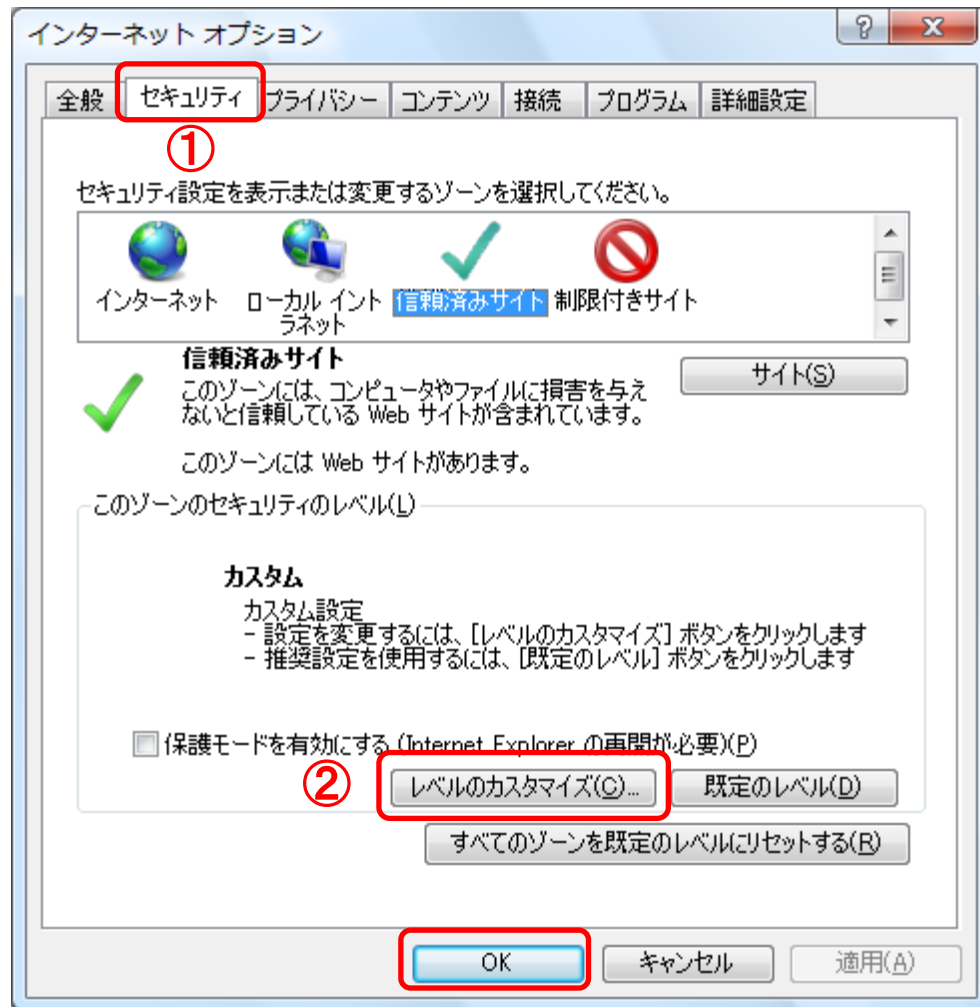 インターネット オプション
全般 セキュリティ プライバシー コンテンツ 接続 プログラム 詳細設定
①
セキュリティ設定を表示または変更するゾーンを選択してください。
インターネット ローカル イント 信頼済みサイト 制限付きサイト
ラネット
信頼済みサイト
サイト(S)
このゾーンには、コンピュータやファイルに損害を与え
ないと信頼している Web サイトが含まれています。
このゾーンには Web サイトがあります。
このゾーンのセキュリティのレベル(L)
カスタム
カスタム設定
- 設定を変更するには、[レベルのカスタマイズ] ボタンをクリックします
- 推奨設定を使用するには、[既定のレベル] ボタンをクリックします
保護モードを有効にする (Internet Explorer の再開が必要)(P)
② レベルのカスタマイズ(C)... 既定のレベル(D)
すべてのゾーンを既定のレベルにリセットする(R)
OK キャンセル 適用(A)